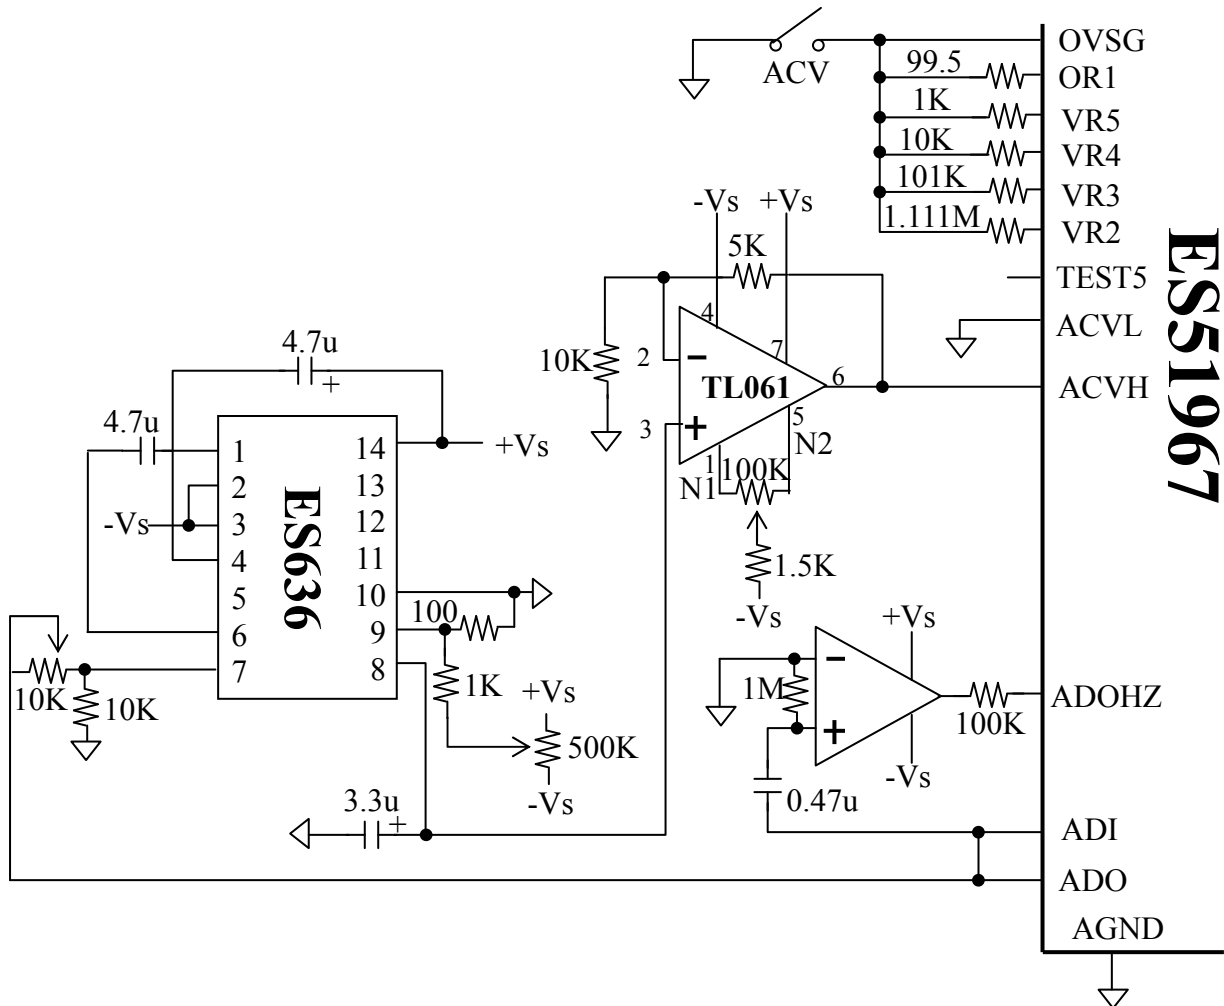 ACV
OVSG
99.5
OR1
1K
VR5
10K
VR4
101K
VR3
1.111M
VR2
TEST5
ACVL
ACVH
ES51967
-Vs
+Vs
5K
10K
4
7
2
TL061
6
3
5
N2
1
100K
N1
1.5K
-Vs
4.7u
+
4.7u
1
14
+Vs
2
13
-Vs
3
12
4
11
5
10
6
9
7
8
ES636
100
10K
10K
1K
+Vs
500K
-Vs
3.3u
+
+Vs
1M
100K
ADOHZ
-Vs
0.47u
ADI
ADO
AGND